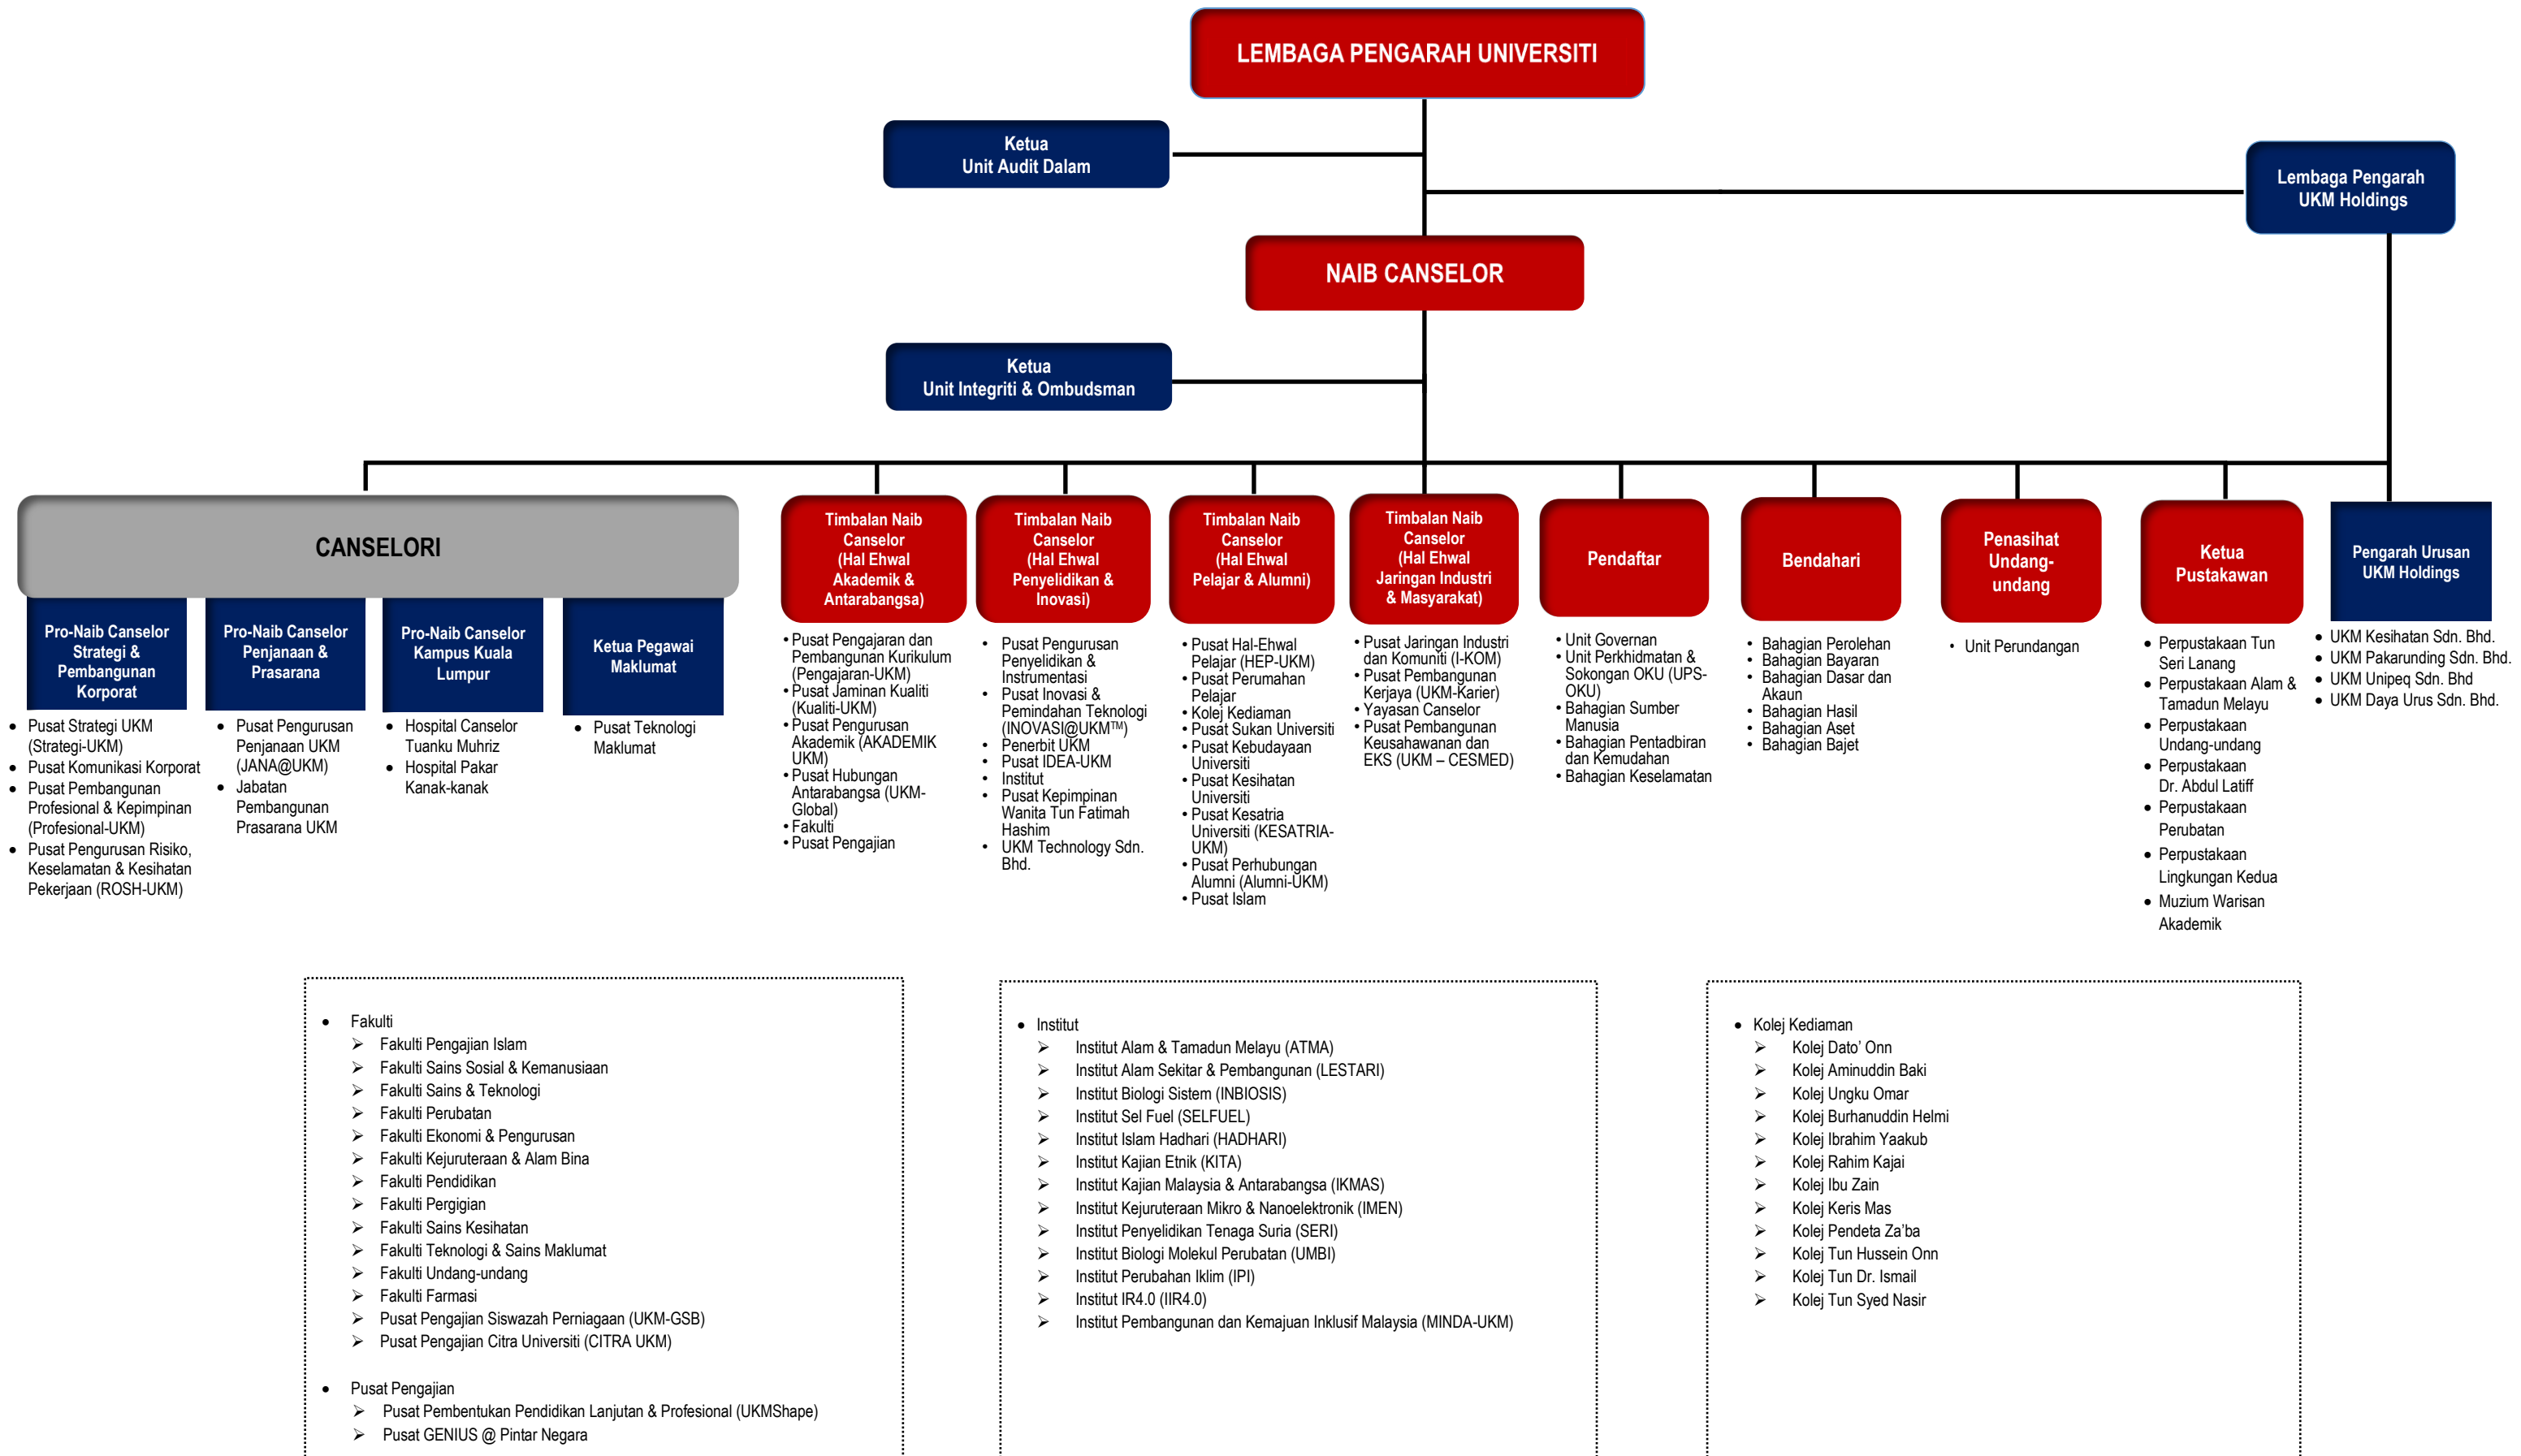 LEMBAGA PENGARAH UNIVERSITI
Ketua
Unit Audit Dalam
Lembaga Pengarah
UKM Holdings
NAIB CANSELOR
Ketua
Unit Integriti & Ombudsman
CANSELORI
Pro-Naib Canselor
Strategi &
Pembangunan
Korporat
• Pusat Strategi UKM
(Strategi-UKM)
• Pusat Komunikasi Korporat
• Pusat Pembangunan
Profesional & Kepimpinan
(Profesional-UKM)
• Pusat Pengurusan Risiko,
Keselamatan & Kesihatan
Pekerjaan (ROSH-UKM)
Pro-Naib Canselor
Penjanaan &
Prasarana
• Pusat Pengurusan
Penjanaan UKM
(JANA@UKM)
• Jabatan
Pembangunan
Prasarana UKM
Pro-Naib Canselor
Kampus Kuala
Lumpur
• Hospital Canselor
Tuanku Muhriz
• Hospital Pakar
Kanak-kanak
Ketua Pegawai
Maklumat
• Pusat Teknologi
Maklumat
Timbalan Naib
Canselor
(Hal Ehwal
Akademik &
Antarabangsa)
• Pusat Pengajaran dan
Pembangunan Kurikulum
(Pengajaran-UKM)
• Pusat Jaminan Kualiti
(Kualiti-UKM)
• Pusat Pengurusan
Akademik (AKADEMIK
UKM)
• Pusat Hubungan
Antarabangsa (UKM-
Global)
• Fakulti
• Pusat Pengajian
Timbalan Naib
Canselor
(Hal Ehwal
Penyelidikan &
Inovasi)
• Pusat Pengurusan
Penyelidikan &
Instrumentasi
• Pusat Inovasi &
Pemindahan Teknologi
(INOVASI@UKM™)
• Penerbit UKM
• Pusat IDEA-UKM
• Institut
• Pusat Kepimpinan
Wanita Tun Fatimah
Hashim
• UKM Technology Sdn.
Bhd.
Timbalan Naib
Canselor
(Hal Ehwal
Pelajar & Alumni)
• Pusat Hal-Ehwal
Pelajar (HEP-UKM)
• Pusat Perumahan
Pelajar
• Kolej Kediaman
• Pusat Sukan Universiti
• Pusat Kebudayaan
Universiti
• Pusat Kesihatan
Universiti
• Pusat Kesatria
Universiti (KESATRIA-
UKM)
• Pusat Perhubungan
Alumni (Alumni-UKM)
• Pusat Islam
Timbalan Naib
Canselor
(Hal Ehwal
Jaringan Industri
& Masyarakat)
• Pusat Jaringan Industri
dan Komuniti (I-KOM)
• Pusat Pembangunan
Kerjaya (UKM-Karier)
• Yayasan Canselor
• Pusat Pembangunan
Keusahawanan dan
EKS (UKM – CESMED)
Pendaftar
• Unit Governan
• Unit Perkhidmatan &
Sokongan OKU (UPS-
OKU)
• Bahagian Sumber
Manusia
• Bahagian Pentadbiran
dan Kemudahan
• Bahagian Keselamatan
Bendahari
• Bahagian Perolehan
• Bahagian Bayaran
• Bahagian Dasar dan
Akaun
• Bahagian Hasil
• Bahagian Aset
• Bahagian Bajet
Penasihat
Undang-
undang
• Unit Perundangan
Ketua
Pustakawan
• Perpustakaan Tun
Seri Lanang
• Perpustakaan Alam &
Tamadun Melayu
• Perpustakaan
Undang-undang
• Perpustakaan
Dr. Abdul Latiff
• Perpustakaan
Perubatan
• Perpustakaan
Lingkungan Kedua
• Muzium Warisan
Akademik
Pengarah Urusan
UKM Holdings
• UKM Kesihatan Sdn. Bhd.
• UKM Pakarunding Sdn. Bhd.
• UKM Unipeq Sdn. Bhd
• UKM Daya Urus Sdn. Bhd.
• Fakulti
➢ Fakulti Pengajian Islam
➢ Fakulti Sains Sosial & Kemanusiaan
➢ Fakulti Sains & Teknologi
➢ Fakulti Perubatan
➢ Fakulti Ekonomi & Pengurusan
➢ Fakulti Kejuruteraan & Alam Bina
➢ Fakulti Pendidikan
➢ Fakulti Pergigian
➢ Fakulti Sains Kesihatan
➢ Fakulti Teknologi & Sains Maklumat
➢ Fakulti Undang-undang
➢ Fakulti Farmasi
➢ Pusat Pengajian Siswazah Perniagaan (UKM-GSB)
➢ Pusat Pengajian Citra Universiti (CITRA UKM)
• Pusat Pengajian
➢ Pusat Pembentukan Pendidikan Lanjutan & Profesional (UKMShape)
➢ Pusat GENIUS @ Pintar Negara
• Institut
➢ Institut Alam & Tamadun Melayu (ATMA)
➢ Institut Alam Sekitar & Pembangunan (LESTARI)
➢ Institut Biologi Sistem (INBIOSIS)
➢ Institut Sel Fuel (SELFUEL)
➢ Institut Islam Hadhari (HADHARI)
➢ Institut Kajian Etnik (KITA)
➢ Institut Kajian Malaysia & Antarabangsa (IKMAS)
➢ Institut Kejuruteraan Mikro & Nanoelektronik (IMEN)
➢ Institut Penyelidikan Tenaga Suria (SERI)
➢ Institut Biologi Molekul Perubatan (UMBI)
➢ Institut Perubahan Iklim (IPI)
➢ Institut IR4.0 (IIR4.0)
➢ Institut Pembangunan dan Kemajuan Inklusif Malaysia (MINDA-UKM)
• Kolej Kediaman
➢ Kolej Dato’ Onn
➢ Kolej Aminuddin Baki
➢ Kolej Ungku Omar
➢ Kolej Burhanuddin Helmi
➢ Kolej Ibrahim Yaakub
➢ Kolej Rahim Kajai
➢ Kolej Ibu Zain
➢ Kolej Keris Mas
➢ Kolej Pendeta Za’ba
➢ Kolej Tun Hussein Onn
➢ Kolej Tun Dr. Ismail
➢ Kolej Tun Syed Nasir